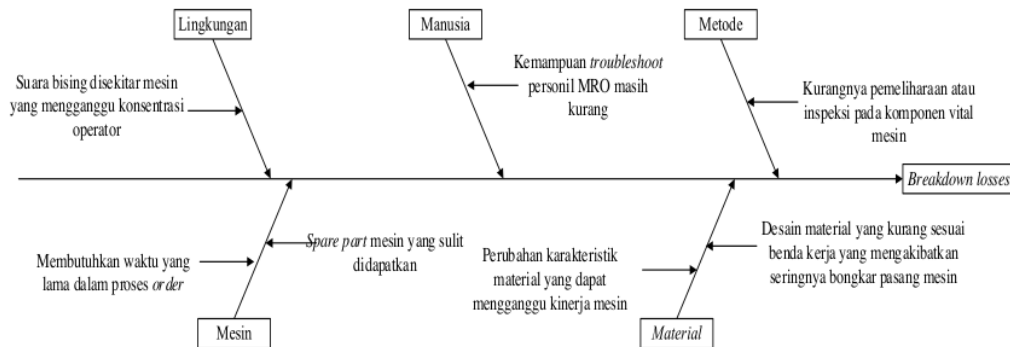 Lingkungan
Manusia
Metode
Suara bising disekitar mesin
yang mengganggu konsentrasi
operator
Kemampuan troubleshoot
personil MRO masih
kurang
Kurangnya pemeliharaan atau
inspeksi pada komponen vital
mesin
Breakdown losses
Membutuhkan waktu yang
lama dalam proses order
Spare part mesin yang sulit
didapatkan
Perubahan karakteristik
material yang dapat
mengganggu kinerja mesin
Desain material yang kurang sesuai
benda kerja yang mengakibatkan
seringnya bongkar pasang mesin
Mesin
Material